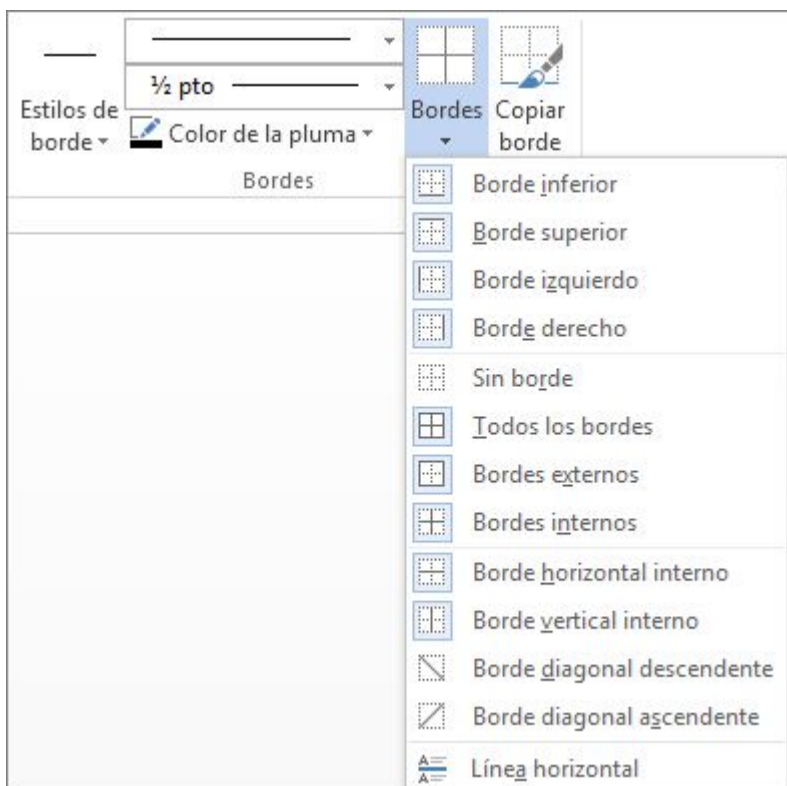 ½ pto
Estilos de
borde
Color de la pluma
Bordes
Copiar
borde
Bordes
Borde inferior
Borde superior
Borde izquierdo
Borde derecho
Sin borde
Todos los bordes
Bordes externos
Bordes internos
Borde horizontal interno
Borde vertical interno
Borde diagonal descendente
Borde diagonal ascendente
Línea horizontal